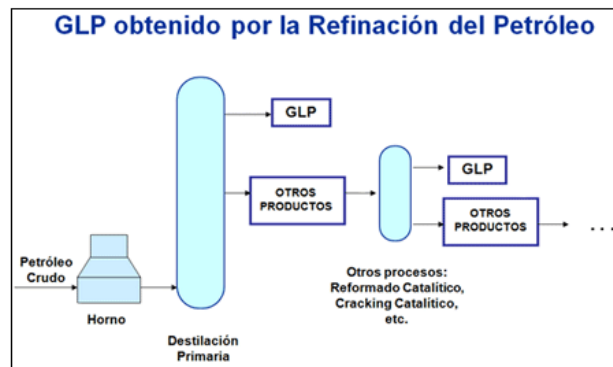 GLP obtenido por la Refinación del Petróleo
GLP
OTROS
PRODUCTOS
GLP
OTROS
PRODUCTOS
...
Petróleo
Crudo
Horno
Destilación
Primaria
Otros procesos:
Reformado Catalítico,
Cracking Catalítico,
etc.